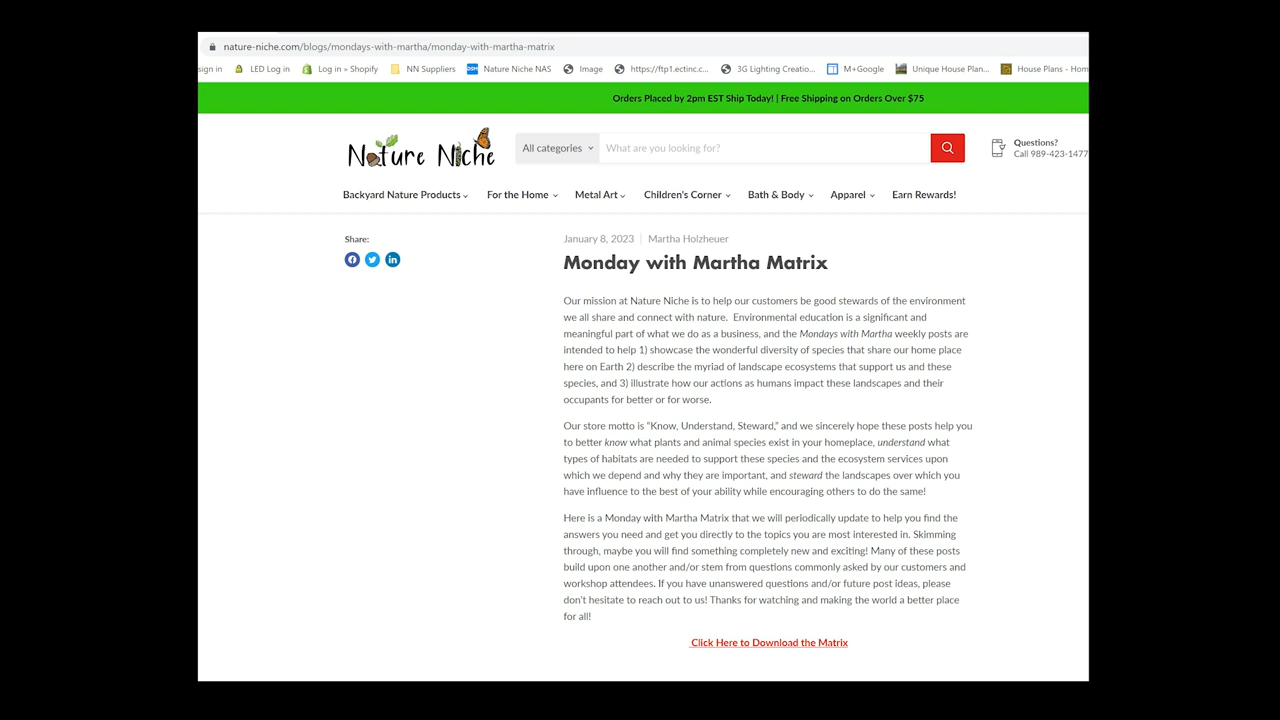 nature-niche.com/blogs/mondays-with-martha/monday-with-martha-matrix
sign in LED Log in Log in » Shopify NN Suppliers DSM Nature Niche NAS Image https://ftp1.ectinc.c... 3G Lighting Creatio... M+Google Unique House Plan... House Plans - Hom
Orders Placed by 2pm EST Ship Today! | Free Shipping on Orders Over $75
Nature Niche
All categories What are you looking for?
Questions?
Call 989-423-1477
Backyard Nature Products For the Home Metal Art Children's Corner Bath & Body Apparel Earn Rewards!
Share:
January 8, 2023 | Martha Holzheuer
Monday with Martha Matrix
Our mission at Nature Niche is to help our customers be good stewards of the environment
we all share and connect with nature. Environmental education is a significant and
meaningful part of what we do as a business, and the Mondays with Martha weekly posts are
intended to help 1) showcase the wonderful diversity of species that share our home place
here on Earth 2) describe the myriad of landscape ecosystems that support us and these
species, and 3) illustrate how our actions as humans impact these landscapes and their
occupants for better or for worse.
Our store motto is “Know, Understand, Steward,” and we sincerely hope these posts help you
to better know what plants and animal species exist in your homeplace, understand what
types of habitats are needed to support these species and the ecosystem services upon
which we depend and why they are important, and steward the landscapes over which you
have influence to the best of your ability while encouraging others to do the same!
Here is a Monday with Martha Matrix that we will periodically update to help you find the
answers you need and get you directly to the topics you are most interested in. Skimming
through, maybe you will find something completely new and exciting! Many of these posts
build upon one another and/or stem from questions commonly asked by our customers and
workshop attendees. If you have unanswered questions and/or future post ideas, please
don't hesitate to reach out to us! Thanks for watching and making the world a better place
for all!
Click Here to Download the Matrix